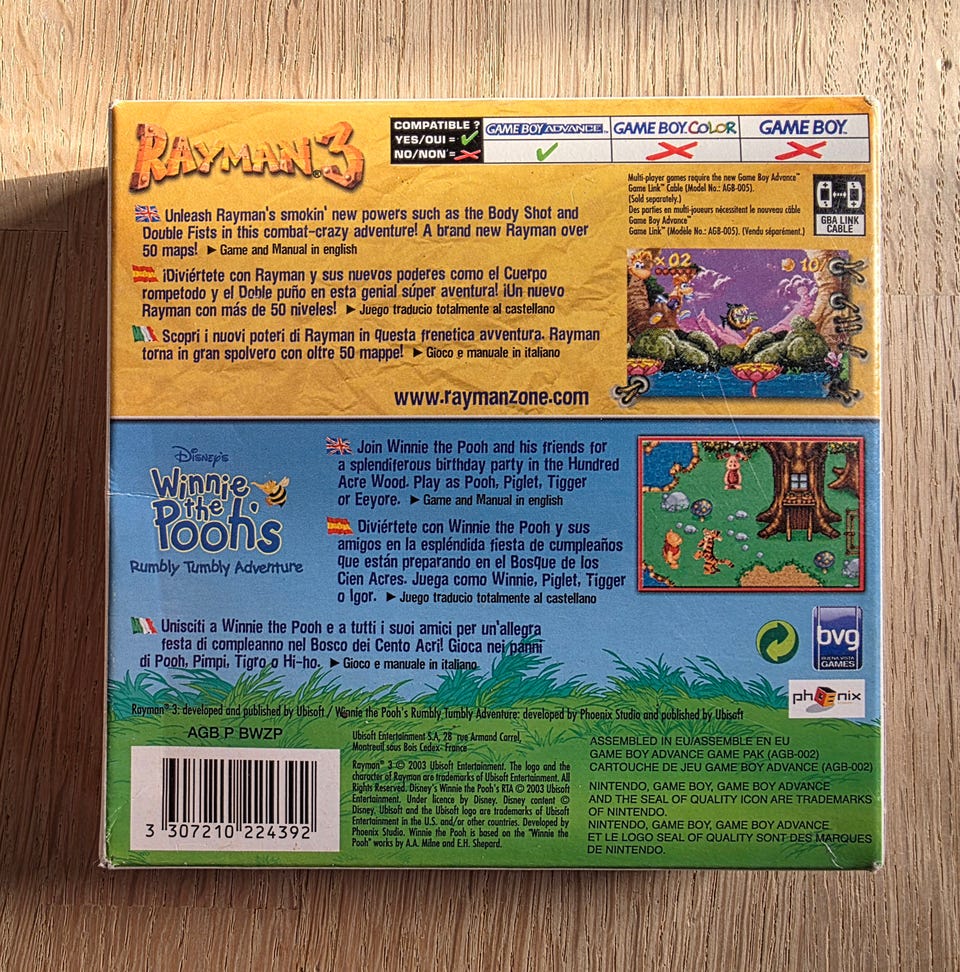 RAYMAN® 3
COMPATIBLE ?
YES/OUI =
NO/NON =
GAME BOY ADVANCE™
GAME BOY COLOR
GAME BOY™
Multi-player games require the new Game Boy Advance™
Game Link™ Cable (Model No.: AGB-005).
(Sold separately.)
Des parties en multi-joueurs nécessitent le nouveau câble
Game Boy Advance™
Game Link™ (Modèle No.: AGB-005). (Vendu séparément.)
GBA LINK
CABLE
Unleash Rayman's smokin' new powers such as the Body Shot and
Double Fists in this combat-crazy adventure! A brand new Rayman over
50 maps! ► Game and Manual in english
¡Diviértete con Rayman y sus nuevos poderes como el Cuerpo
rompetodo y el Doble puño en esta genial súper aventura! ¡Un nuevo
Rayman con más de 50 niveles! ► Juego traducio totalmente al castellano
Scopri i nuovi poteri di Rayman in questa frenetica avventura. Rayman
torna in gran spolvero con oltre 50 mappe! ► Gioco e manuale in italiano
×02
10
www.raymanzone.com
DISNEY'S
Winnie
the
Pooh's
Rumbly Tumbly Adventure
Join Winnie the Pooh and his friends for
a splendiferous birthday party in the Hundred
Acre Wood. Play as Pooh, Piglet, Tigger
or Eeyore. ► Game and Manual in english
Diviértete con Winnie the Pooh y sus
amigos en la espléndida fiesta de cumpleaños
que están preparando en el Bosque de los
Cien Acres. Juega como Winnie, Piglet, Tigger
o Igor. ► Juego traducio totalmente al castellano
Unisciti a Winnie the Pooh e a tutti i suoi amici per un'allegra
festa di compleanno nel Bosco dei Cento Acri! Gioca nei panni
di Pooh, Pimpi, Tigro o Hi-ho. ► Gioco e manuale in italiano
bvg
BUENA VISTA
GAMES
phoenix
Rayman® 3: developed and published by Ubisoft / Winnie the Pooh's Rumbly Tumbly Adventure: developed by Phoenix Studio and published by Ubisoft
AGB P BWZP
3 307210 224392
Ubisoft Entertainment S.A, 28 rue Armand Carrel,
Montreuil sous Bois Cedex- France
Rayman® 3 © 2003 Ubisoft Entertainment. The logo and the
character of Rayman are trademarks of Ubisoft Entertainment. All
Rights Reserved. Disney's Winnie the Pooh's RTA © 2003 Ubisoft
Entertainment. Under licence by Disney. Disney content ©
Disney. Ubisoft and the Ubisoft logo are trademarks of Ubisoft
Entertainment in the U.S. and/or other countries. Developed by
Phoenix Studio. Winnie the Pooh is based on the "Winnie the
Pooh" works by A.A. Milne and E.H. Shepard.
ASSEMBLED IN EU/ASSEMBLE EN EU
GAME BOY ADVANCE GAME PAK (AGB-002)
CARTOUCHE DE JEU GAME BOY ADVANCE (AGB-002)
NINTENDO, GAME BOY, GAME BOY ADVANCE
AND THE SEAL OF QUALITY ICON ARE TRADEMARKS
OF NINTENDO.
NINTENDO, GAME BOY, GAME BOY ADVANCE
ET LE LOGO SEAL OF QUALITY SONT DES MARQUES
DE NINTENDO.